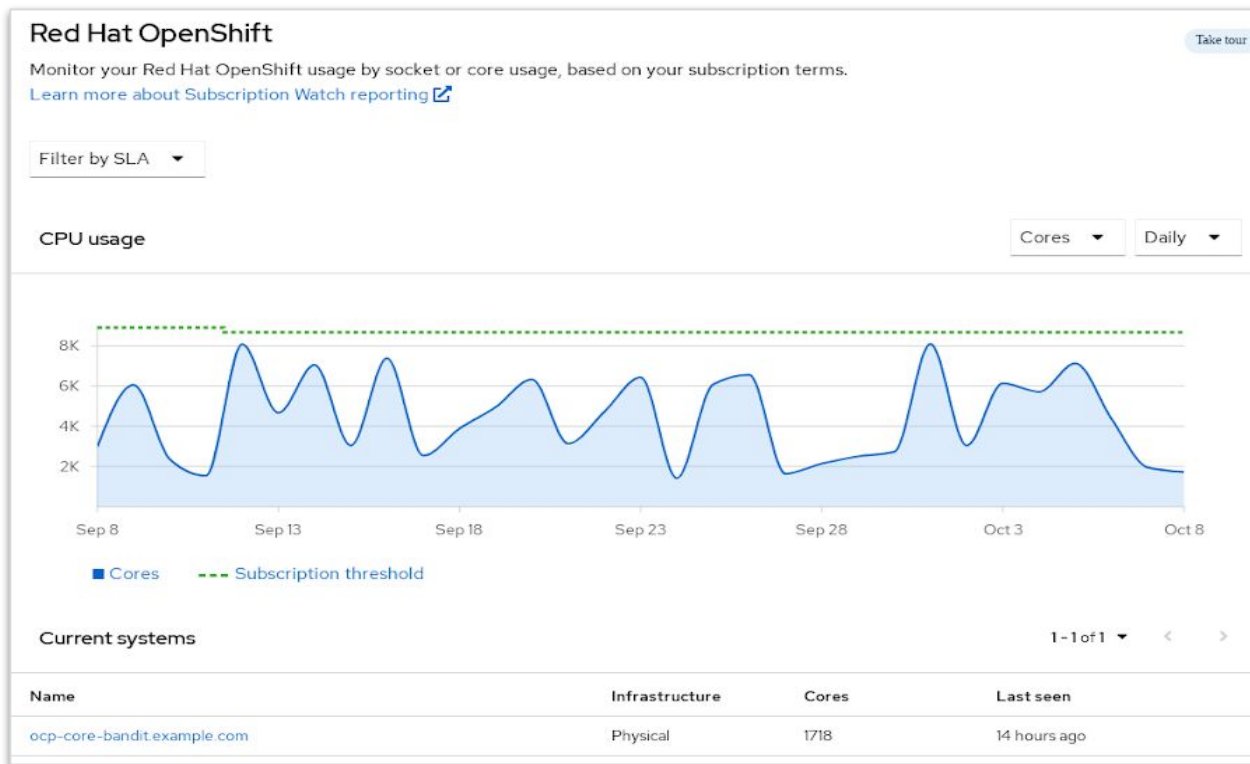 Red Hat OpenShift
Take tour
Monitor your Red Hat OpenShift usage by socket or core usage, based on your subscription terms.
Learn more about Subscription Watch reporting
Filter by SLA
CPU usage
Cores
Daily
8K
6K
4K
2K
Sep 8 Sep 13 Sep 18 Sep 23 Sep 28 Oct 3 Oct 8
Cores Subscription threshold
Current systems
1 - 1 of 1
Name Infrastructure Cores Last seen
ocp-core-bandit.example.com Physical 1718 14 hours ago